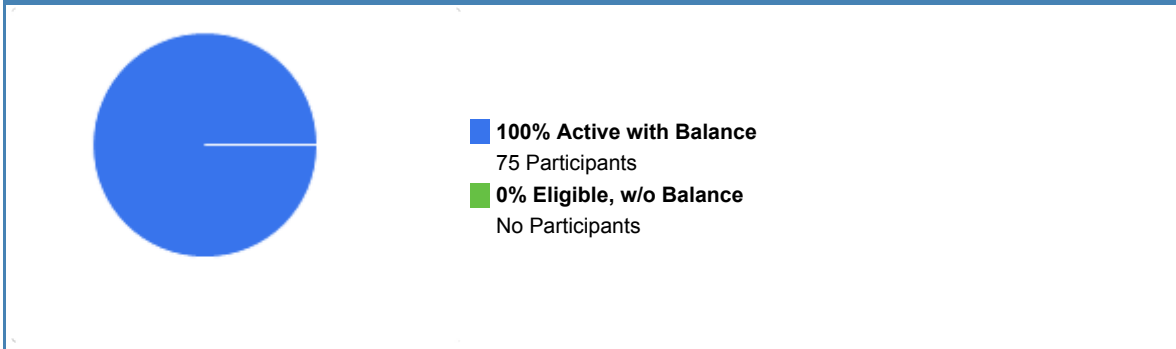 100% Active with Balance
75 Participants
0% Eligible, w/o Balance
No Participants